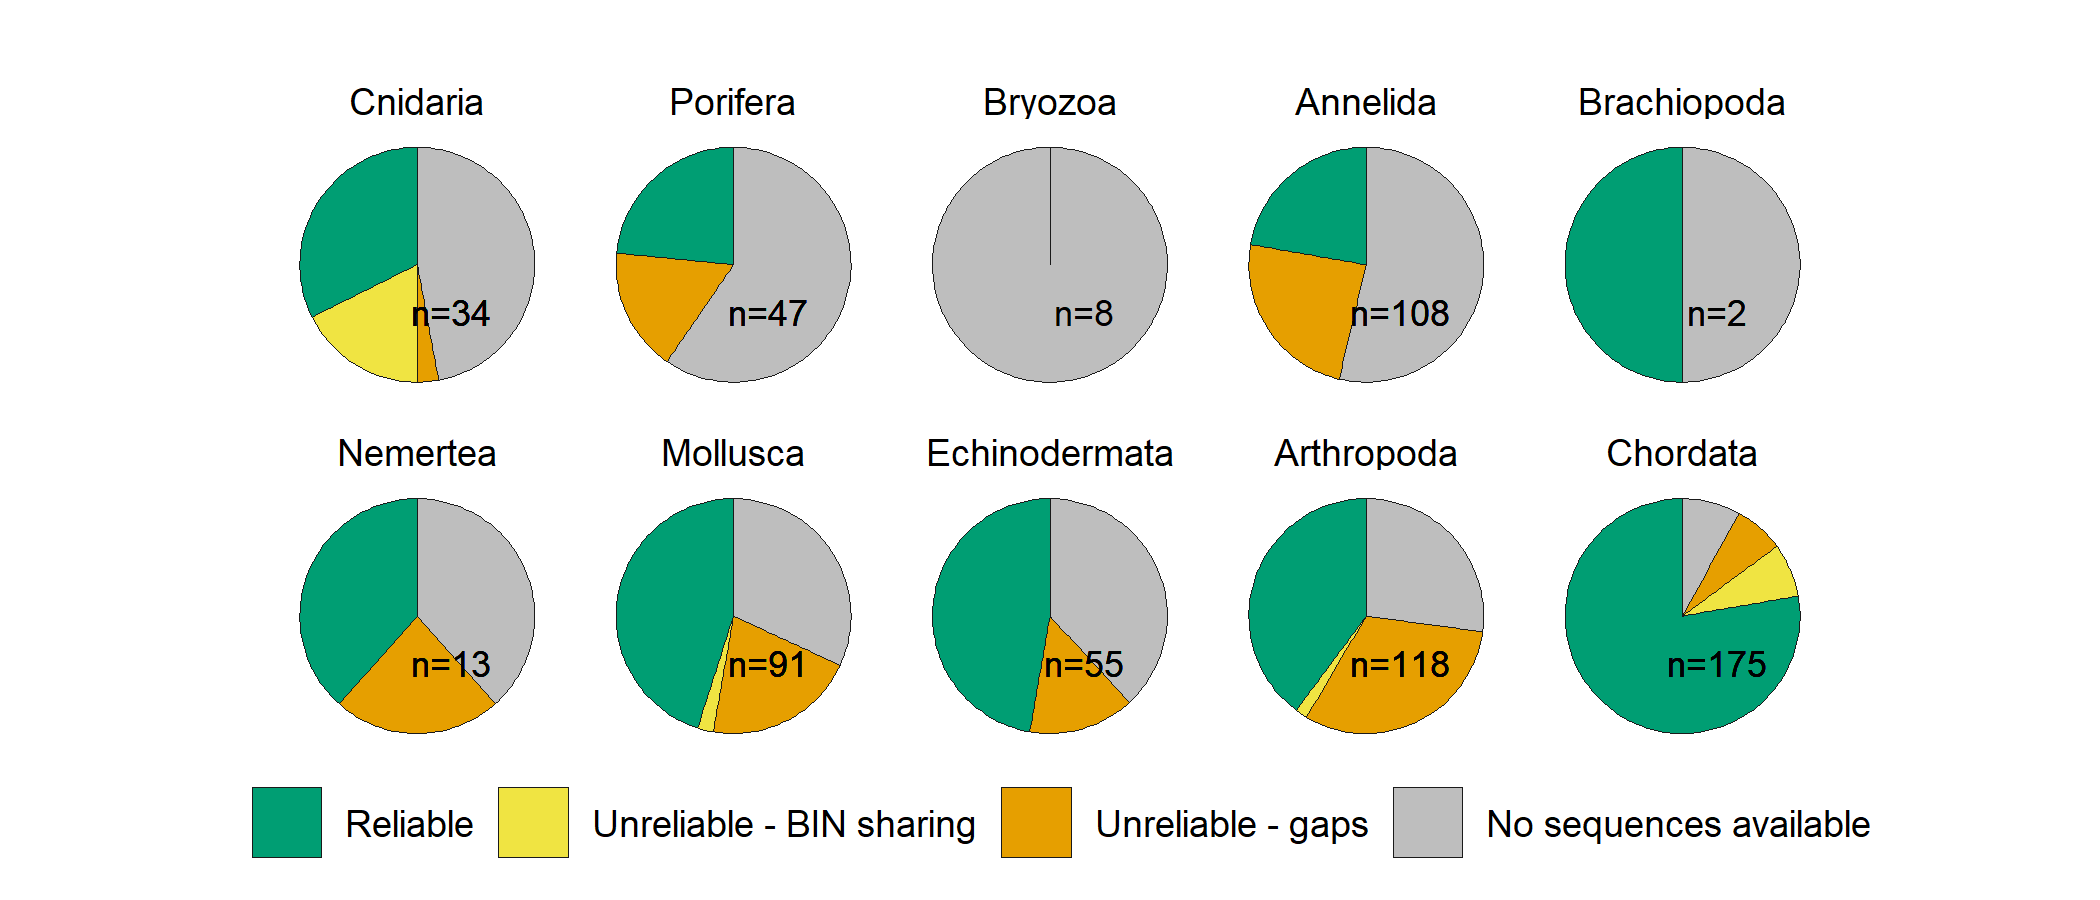 Cnidaria Porifera Bryozoa Annelida Brachiopoda
n=34 n=47 n=8 n=108 n=2
Nemertea Mollusca Echinodermata Arthropoda Chordata
n=13 n=91 n=55 n=118 n=175
Reliable Unreliable - BIN sharing Unreliable - gaps No sequences available